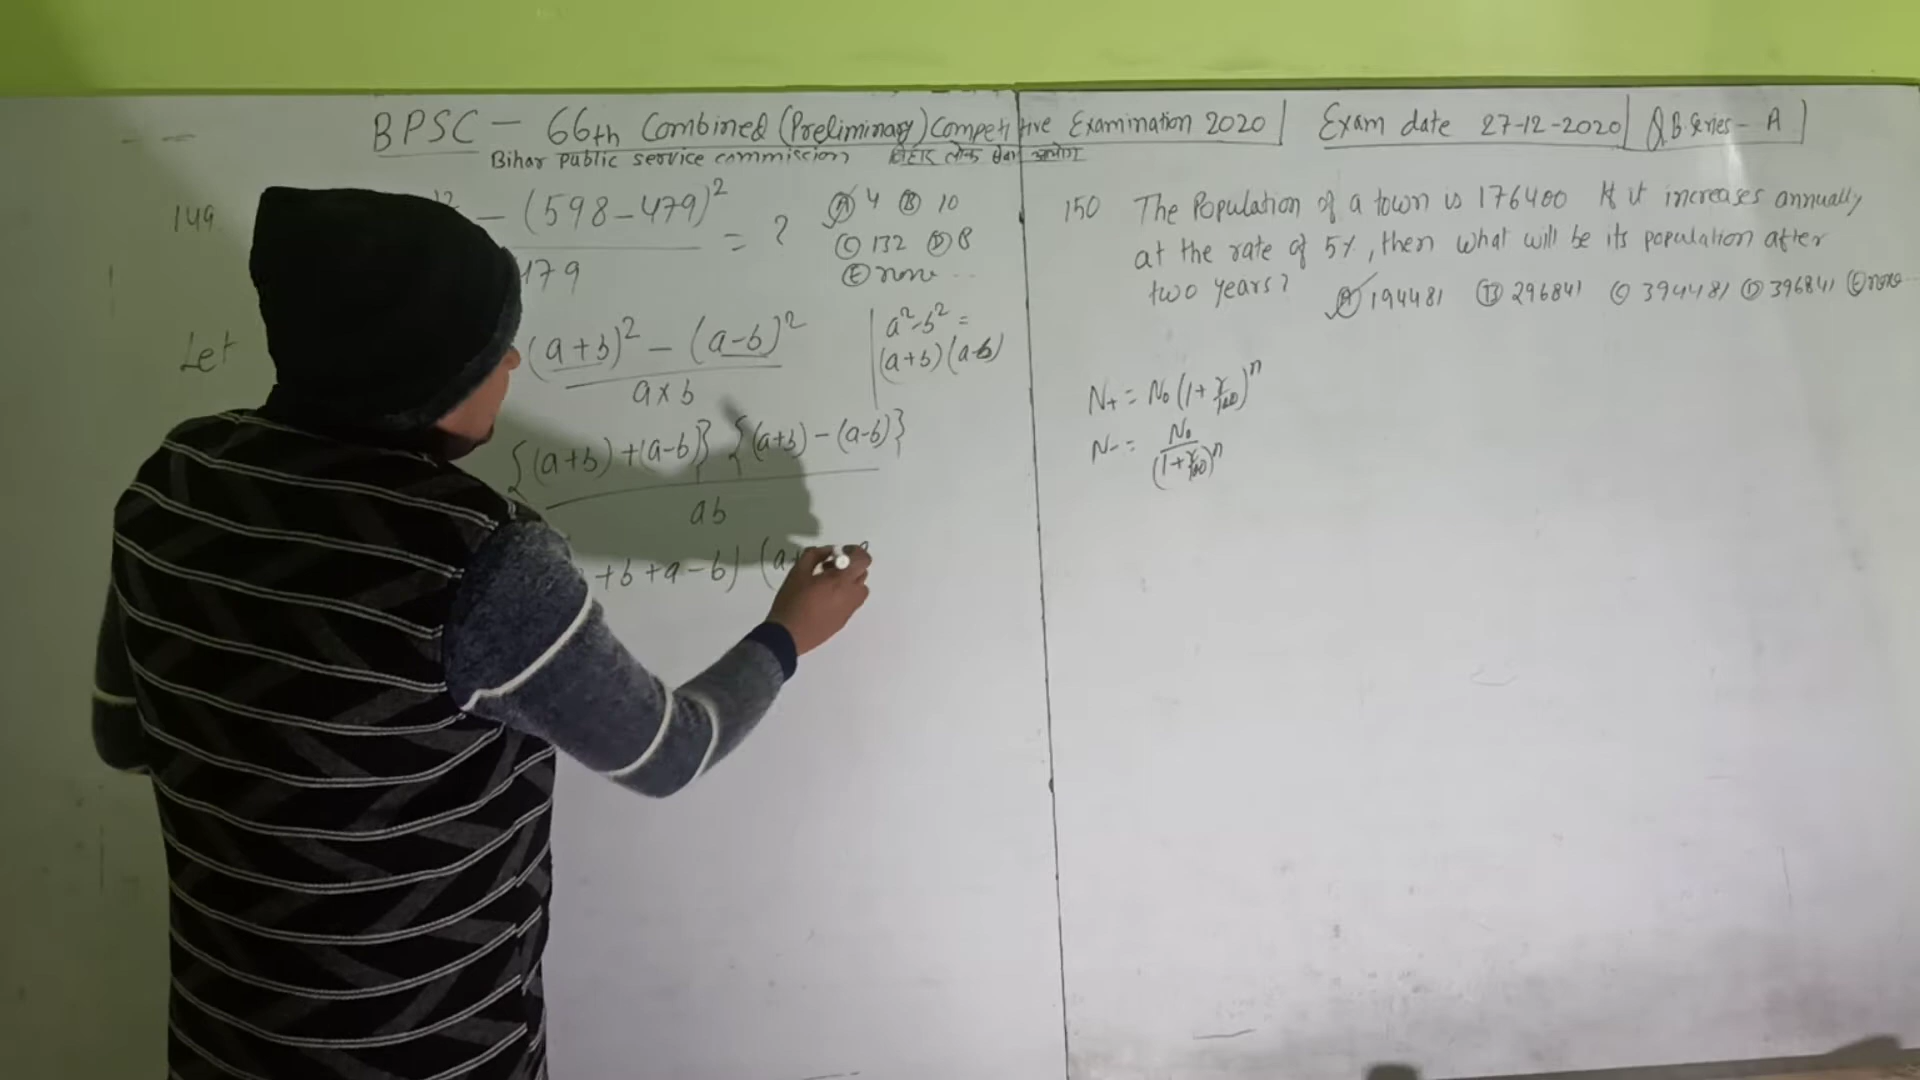 BPSC - 66th Combined (Preliminary) Competitive Examination 2020 | Exam date 27-12-2020 | Q.B. Series - A
Bihar Public service commission बिहार लोक सेवा आयोग
149
- (598-479)² = ?
179
Ⓐ 4 Ⓑ 10
Ⓒ 132 Ⓓ 8
Ⓔ none ...
Let (a+b)² - (a-b)²
a×b
a²-b² =
(a+b)(a-b)
{(a+b)+(a-b)} {(a+b)-(a-b)}
ab
+b+a-b) (a+
150 The Population of a town is 176400 If it increases annually
at the rate of 5%, then what will be its population after
two years?
Ⓐ 194481 Ⓑ 296841 Ⓒ 394481 Ⓓ 396841 Ⓔ none...
N₊ = N₀(1+r/100)ⁿ
N₋ = N₀/(1+r/100)ⁿ